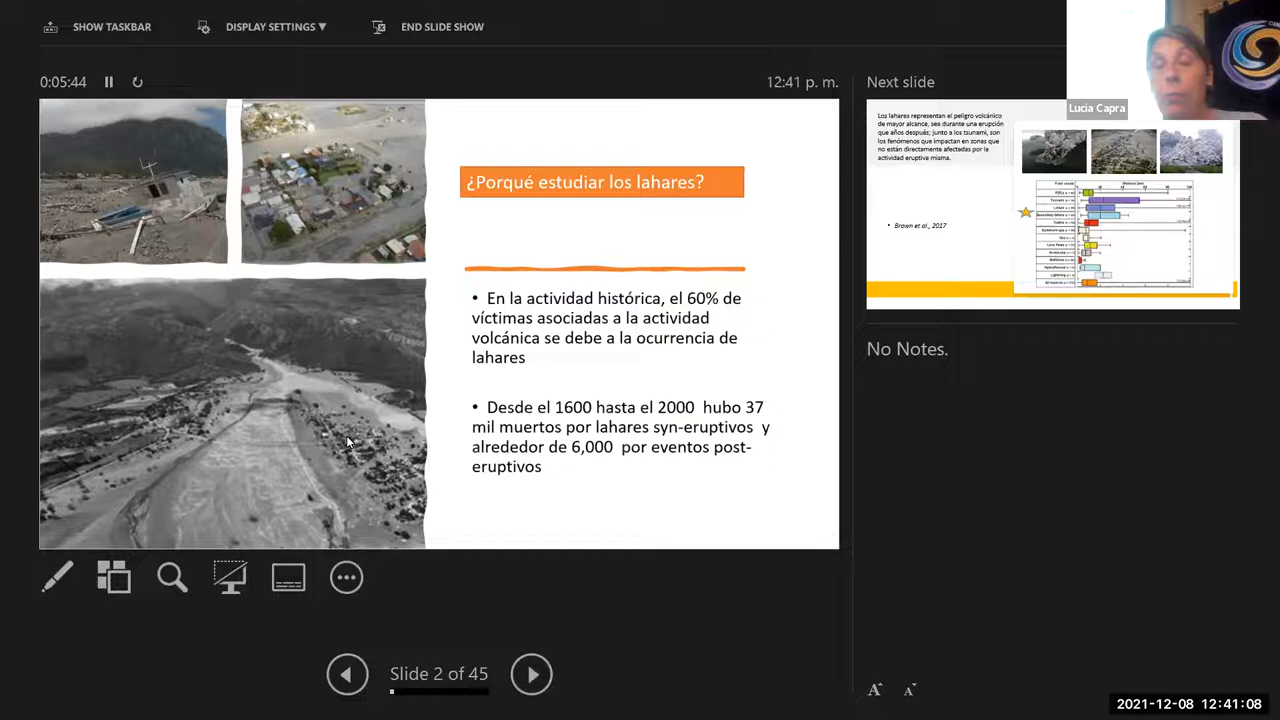 SHOW TASKBAR
DISPLAY SETTINGS ▼
END SLIDE SHOW
0:05:44
12:41 p. m.
Next slide
Lucia Capra
¿Porqué estudiar los lahares?
• En la actividad histórica, el 60% de
víctimas asociadas a la actividad
volcánica se debe a la ocurrencia de
lahares
• Desde el 1600 hasta el 2000 hubo 37
mil muertos por lahares syn-eruptivos y
alrededor de 6,000 por eventos post-
eruptivos
Los lahares representan el peligro volcánico
de mayor alcance, sea durante una erupción
que años después; junto a los tsunami, son
los fenómenos que impactan en zonas que
no están directamente afectadas por la
actividad eruptiva misma.
• Brown et al., 2017
No Notes.
Slide 2 of 45
A A
2021-12-08 12:41:08